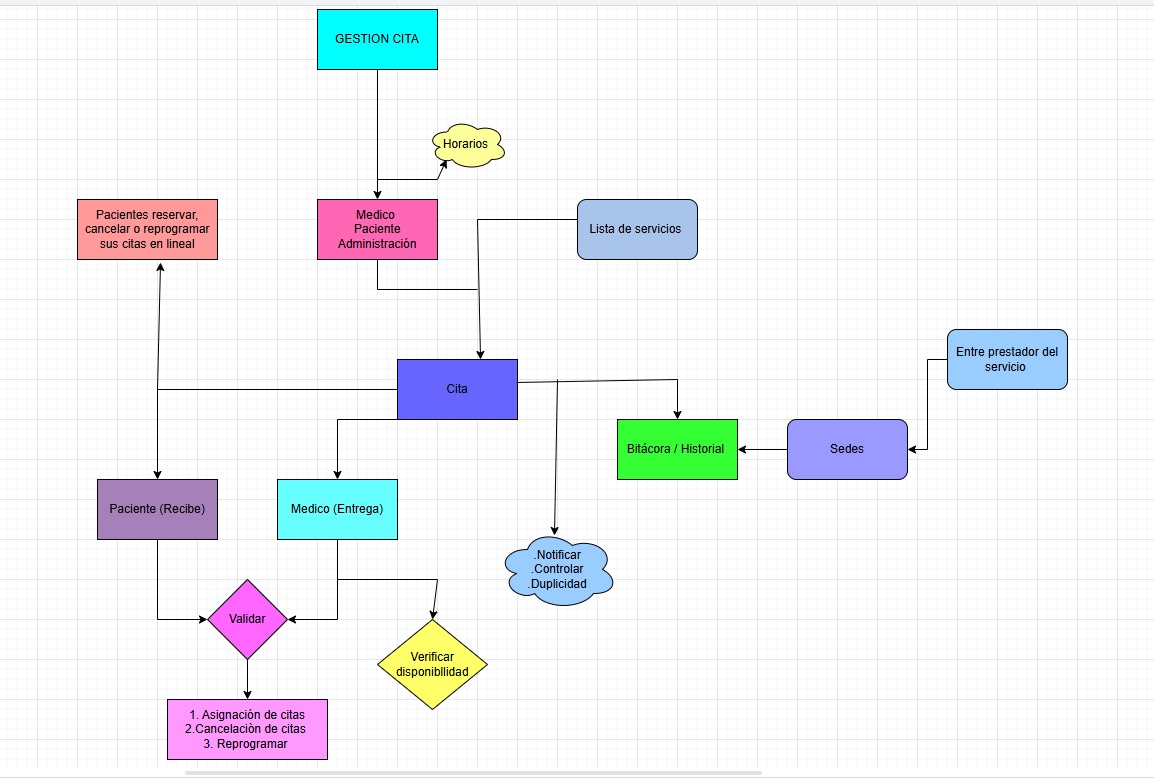 GESTION CITA
Horarios
Pacientes reservar,
cancelar o reprogramar
sus citas en lineal
Medico
Paciente
Administración
Lista de servicios
Entre prestador del
servicio
Cita
Bitácora / Historial
Sedes
Paciente (Recibe)
Medico (Entrega)
.Notificar
.Controlar
.Duplicidad
Validar
Verificar
disponibllidad
1. Asignación de citas
2.Cancelaciòn de citas
3. Reprogramar